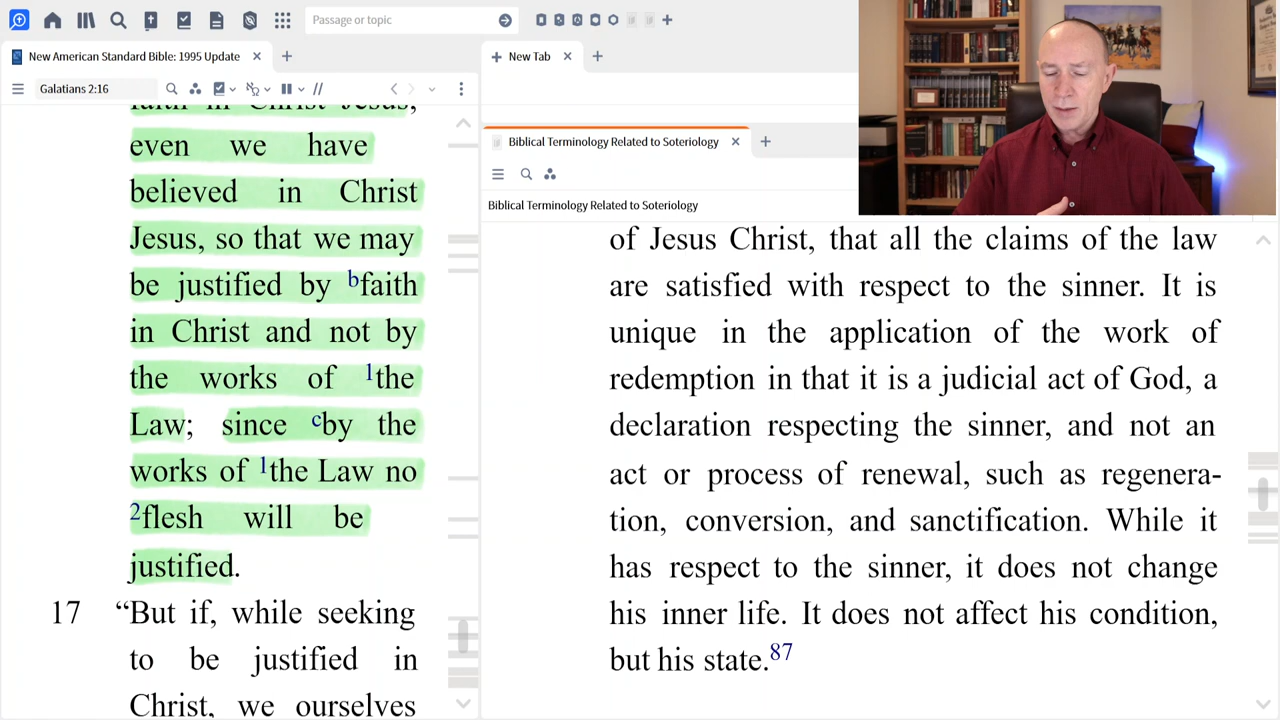 Passage or topic
New American Standard Bible: 1995 Update
New Tab
Galatians 2:16
faith in Christ Jesus,
even we have
believed in Christ
Jesus, so that we may
be justified by bfaith
in Christ and not by
the works of 1the
Law; since cby the
works of 1the Law no
2flesh will be
justified.
17 “But if, while seeking
to be justified in
Christ, we ourselves
Biblical Terminology Related to Soteriology
Biblical Terminology Related to Soteriology
of Jesus Christ, that all the claims of the law
are satisfied with respect to the sinner. It is
unique in the application of the work of
redemption in that it is a judicial act of God, a
declaration respecting the sinner, and not an
act or process of renewal, such as regenera-
tion, conversion, and sanctification. While it
has respect to the sinner, it does not change
his inner life. It does not affect his condition,
but his state.87